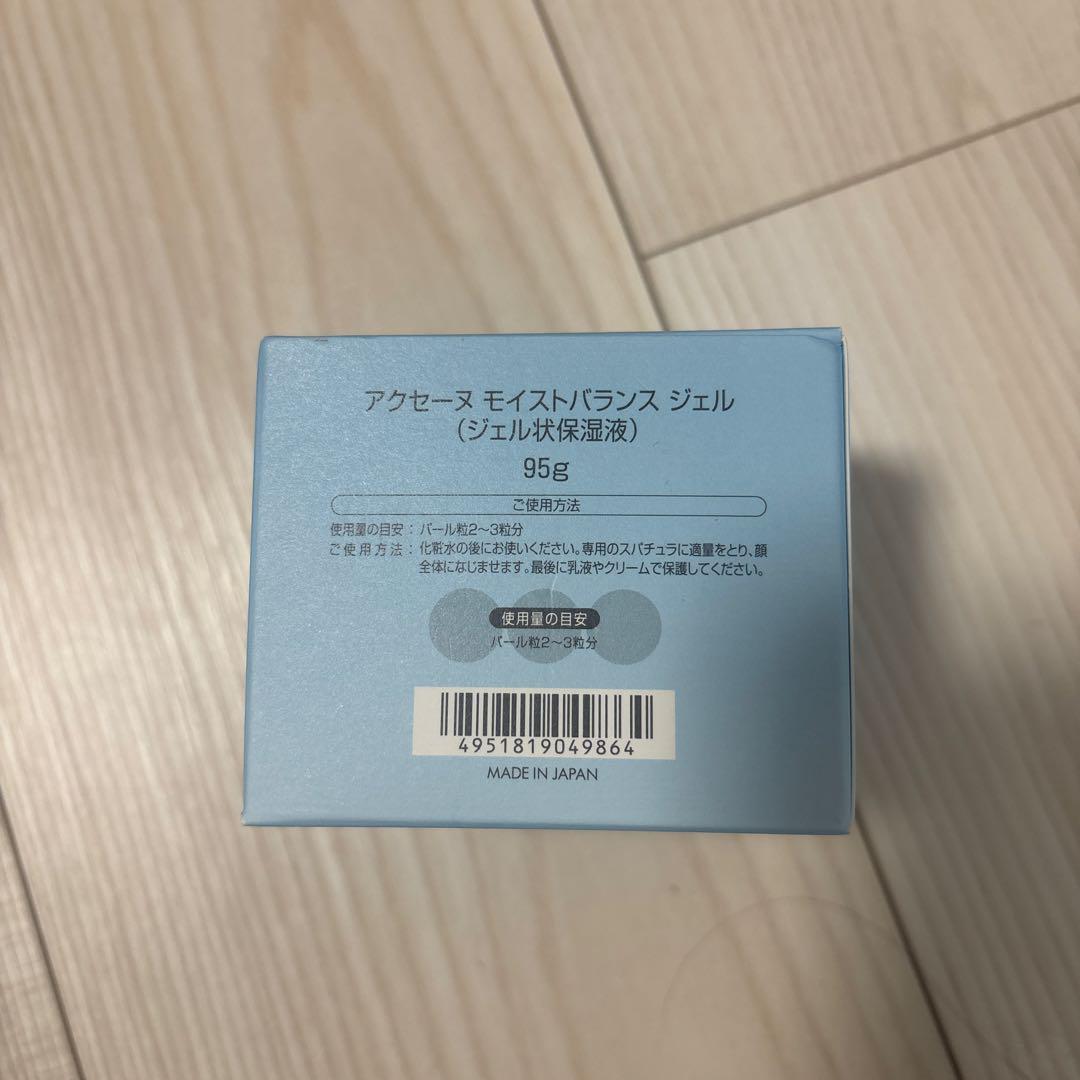 アクセーヌ モイストバランス ジェル
（ジェル状保湿液）
95g
ご使用方法
使用量の目安：パール粒2～3粒分
ご使用方法：化粧水の後にお使いください。専用のスパチュラに適量をとり、顔
全体になじませます。最後に乳液やクリームで保護してください。
使用量の目安
パール粒2～3粒分
4951819049864
MADE IN JAPAN